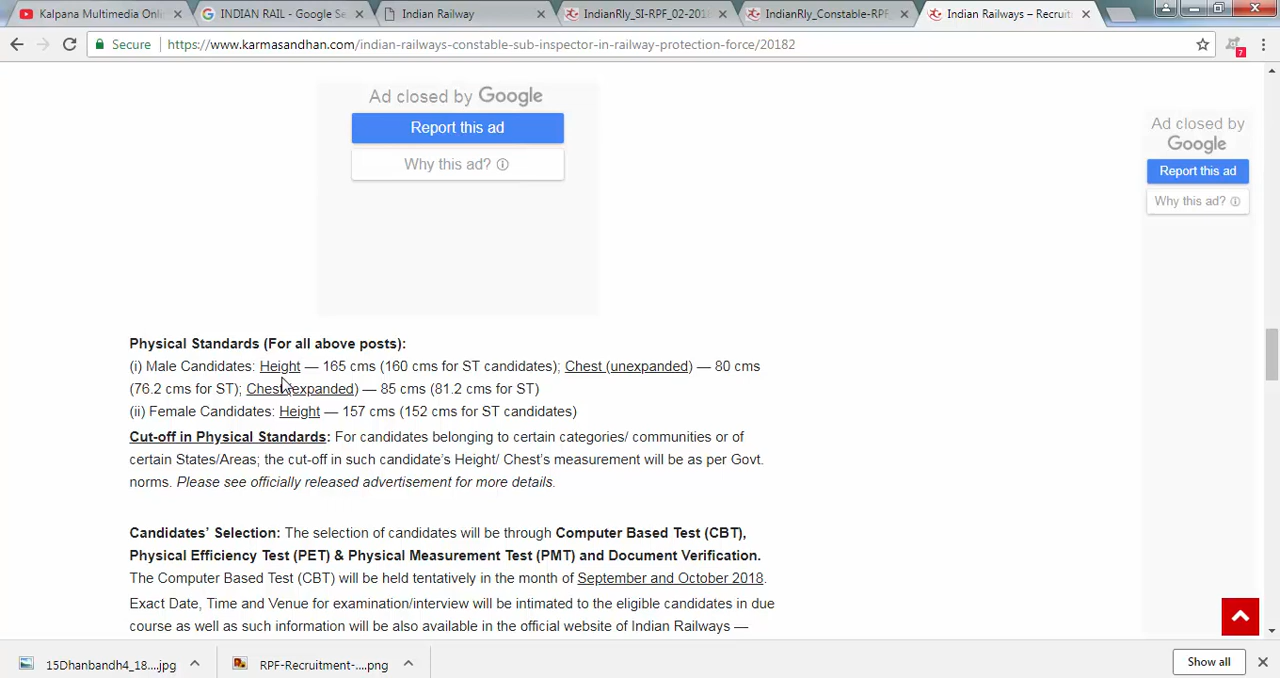 Kalpana Multimedia Onli
INDIAN RAIL - Google Se
Indian Railway
IndianRly_SI-RPF_02-2018
IndianRly_Constable-RPF_
Indian Railways – Recruit
Secure
https://www.karmasandhan.com/indian-railways-constable-sub-inspector-in-railway-protection-force/20182
7
Ad closed by Google
Report this ad
Why this ad?
Ad closed by
Google
Report this ad
Why this ad?
Physical Standards (For all above posts):
(i) Male Candidates: Height — 165 cms (160 cms for ST candidates); Chest (unexpanded) — 80 cms
(76.2 cms for ST); Chest (expanded) — 85 cms (81.2 cms for ST)
(ii) Female Candidates: Height — 157 cms (152 cms for ST candidates)
Cut-off in Physical Standards: For candidates belonging to certain categories/ communities or of
certain States/Areas; the cut-off in such candidate's Height/ Chest's measurement will be as per Govt.
norms. Please see officially released advertisement for more details.
Candidates' Selection: The selection of candidates will be through Computer Based Test (CBT),
Physical Efficiency Test (PET) & Physical Measurement Test (PMT) and Document Verification.
The Computer Based Test (CBT) will be held tentatively in the month of September and October 2018.
Exact Date, Time and Venue for examination/interview will be intimated to the eligible candidates in due
course as well as such information will be also available in the official website of Indian Railways —
15Dhanbandh4_18....jpg
RPF-Recruitment-....png
Show all